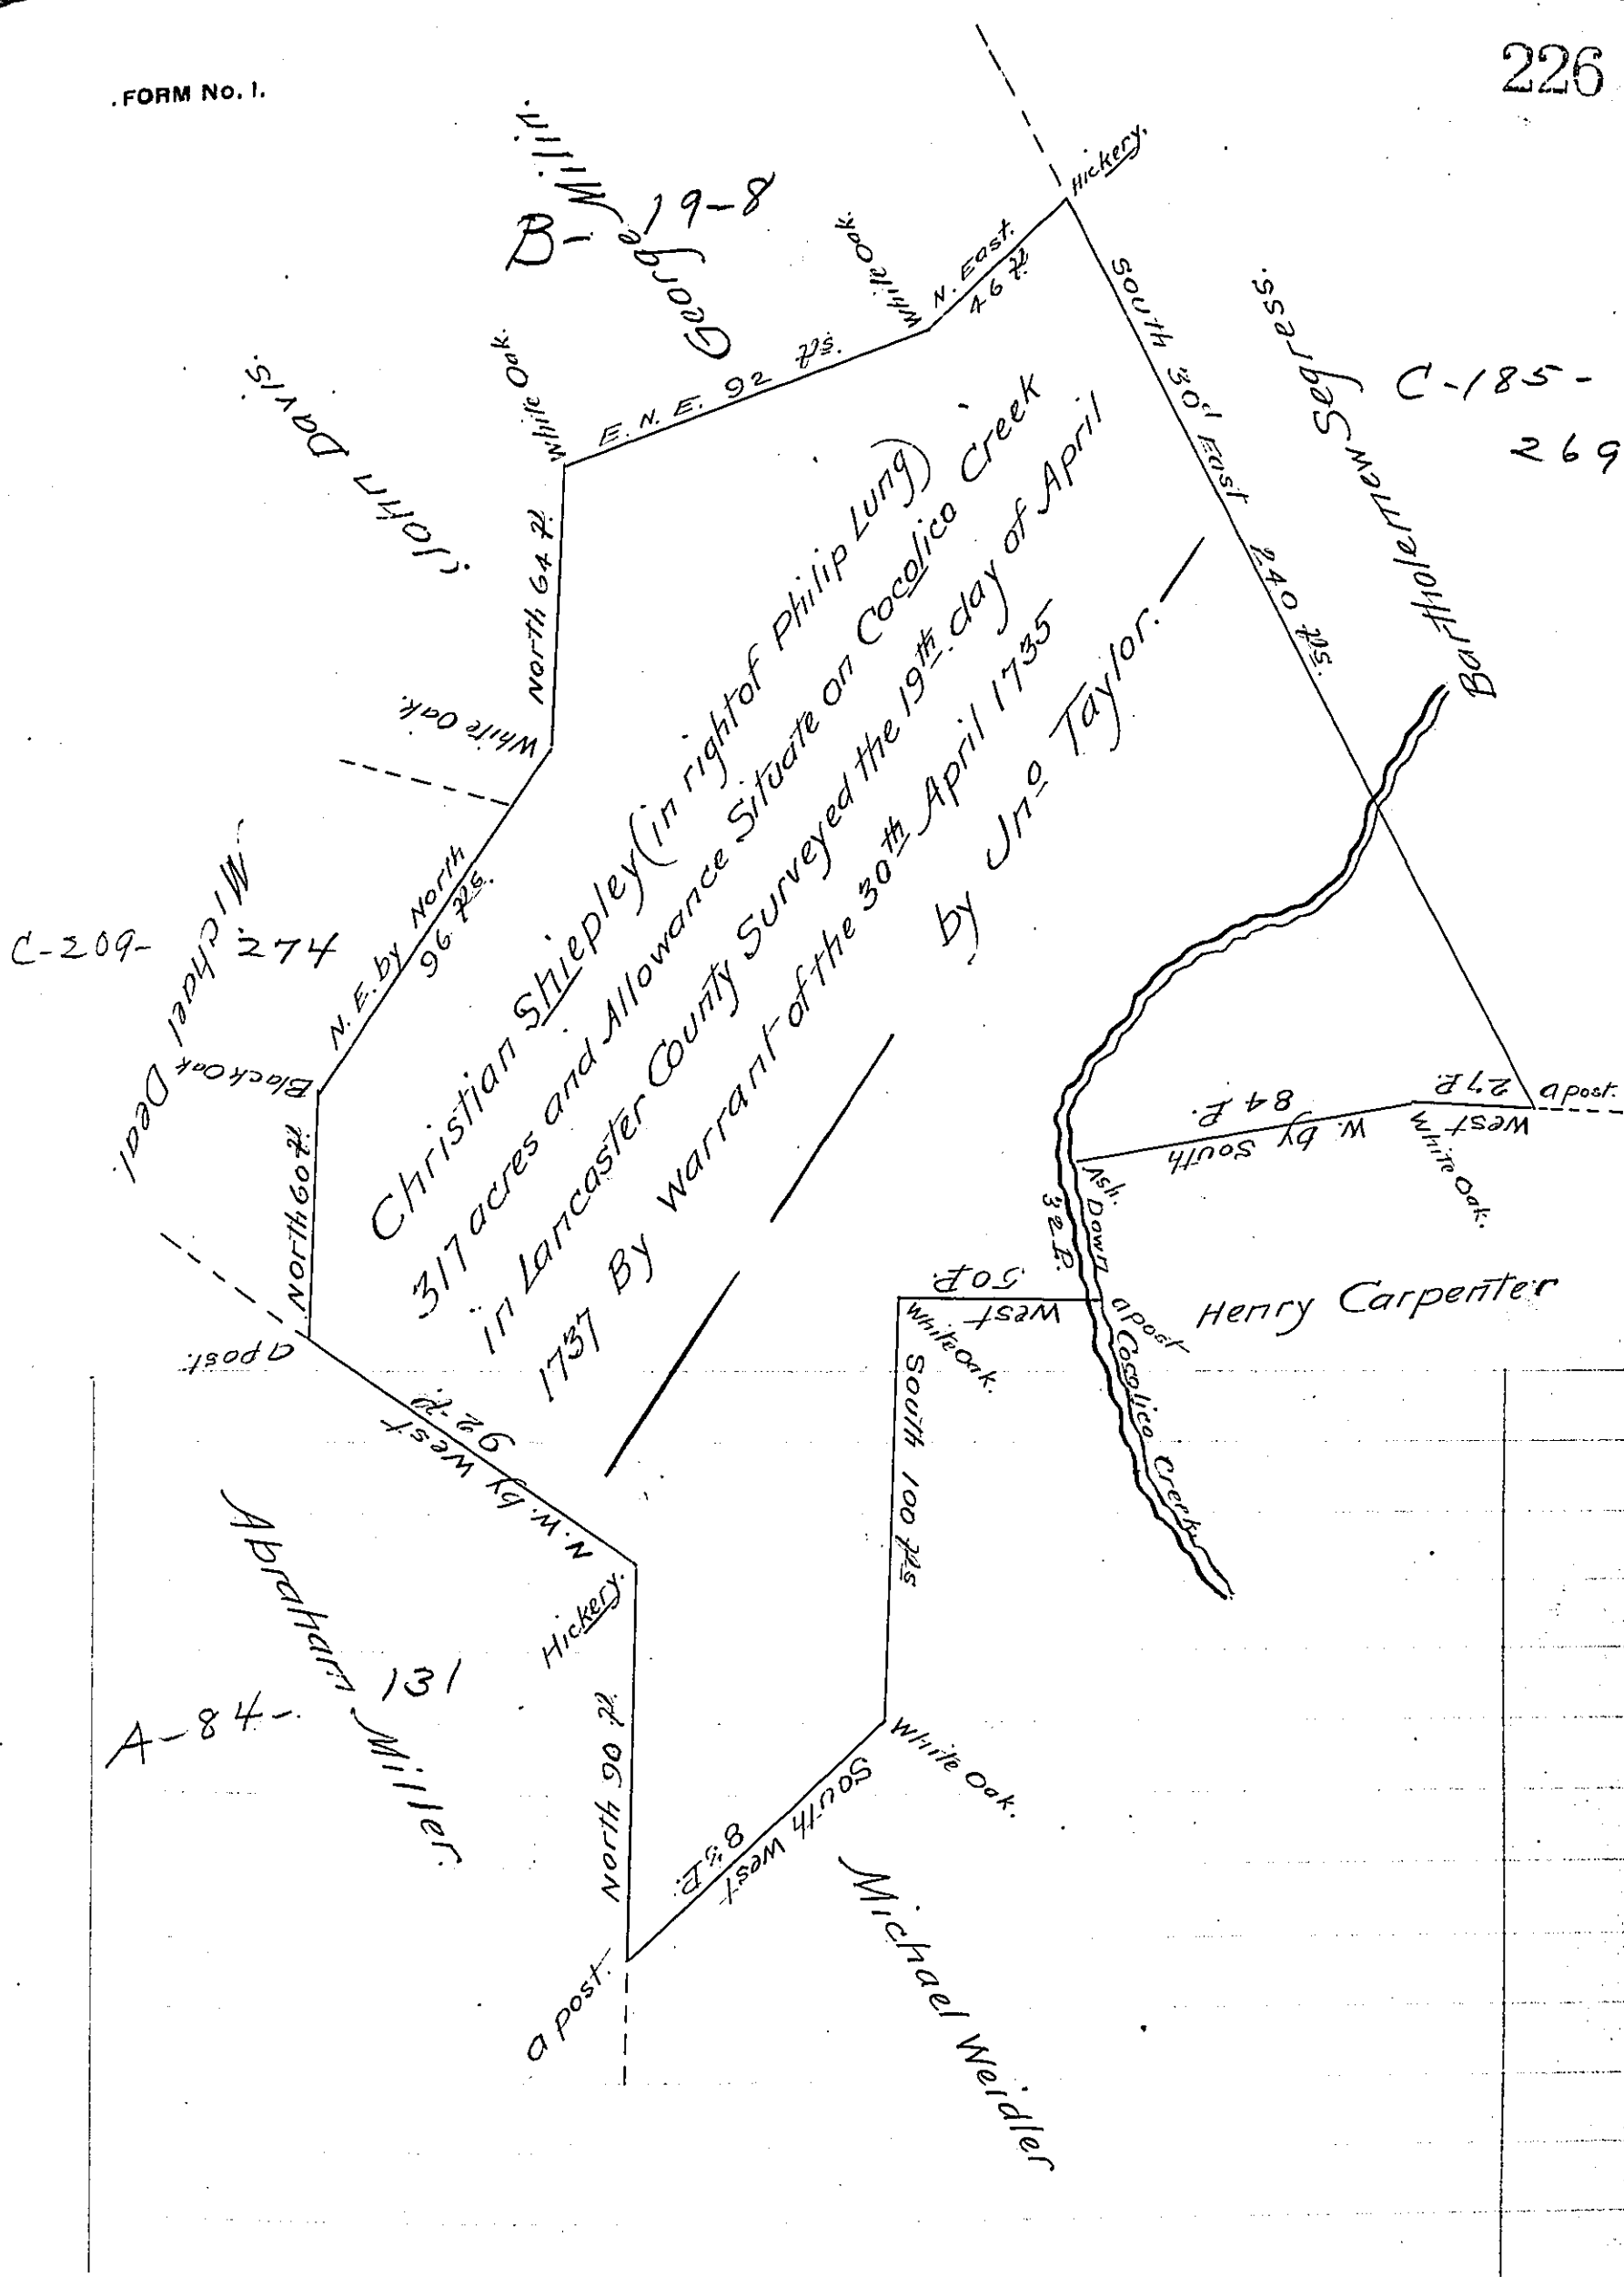 FORM No. 1.
226
George Millin.
B-19-8
Hickery.
White Oak.
N. East.
46 P.
E. N. E. 92 Ps.
White Oak.
John Davis.
North 64 P.
White Oak.
South 30d East 240 Ps.
Bartholemew Segress.
C-185-
269
Christian Shiepley (in right of Philip Lung)
317 acres and Allowance Situate on Cocolico Creek
in Lancaster County Surveyed the 19th day of April
1737 By warrant of the 30th April 1735
by Jno Taylor.
N. E. by North
96 Ps.
Michael Deal.
C-209- 274
Black Oak
North 60 P.
a post.
N. W. by West
92 P.
Hickery.
Abraham Miller.
A-84- 131
North 90 P.
a post.
South West
83 P.
White Oak.
Michael Weidler
South 100 Ps
White Oak.
West
50 P.
a post
Henry Carpenter
Down
32 P.
Cocolico Creek
Ash.
W. by South
84 P.
White Oak.
West
27 P.
a post.